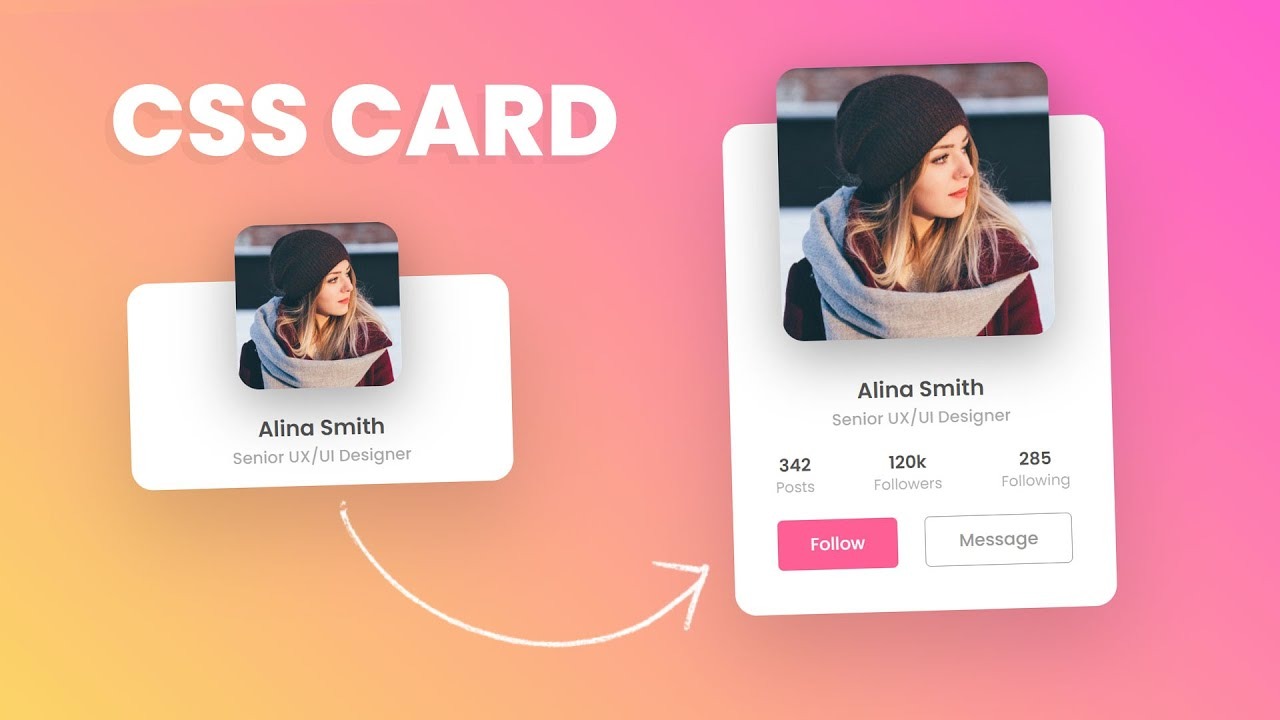 CSS CARD
Alina Smith
Senior UX/UI Designer
Alina Smith
Senior UX/UI Designer
342 120k 285
Posts Followers Following
Follow Message